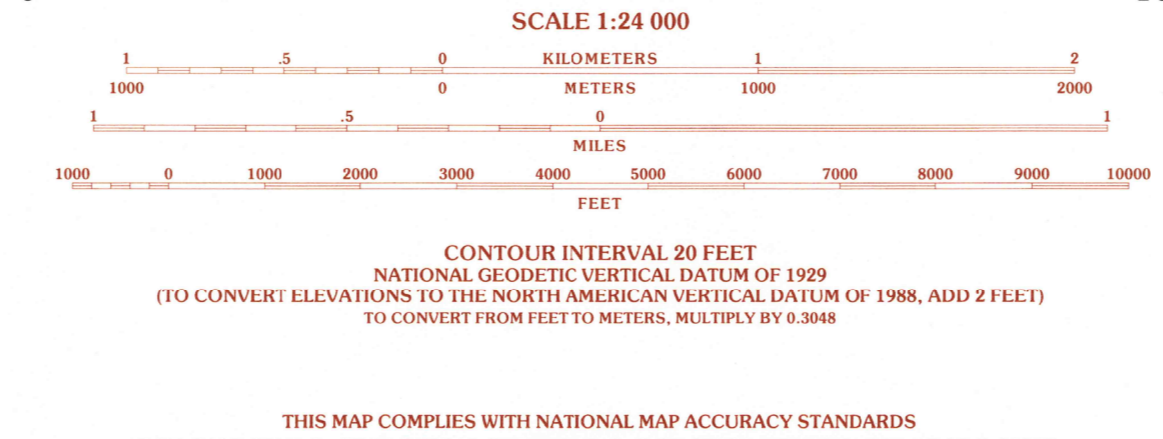 SCALE 1:24 000
1 .5 0 KILOMETERS 1 2
1000 0 METERS 1000 2000
1 .5 0 1
MILES
1000 0 1000 2000 3000 4000 5000 6000 7000 8000 9000 10000
FEET
CONTOUR INTERVAL 20 FEET
NATIONAL GEODETIC VERTICAL DATUM OF 1929
(TO CONVERT ELEVATIONS TO THE NORTH AMERICAN VERTICAL DATUM OF 1988, ADD 2 FEET)
TO CONVERT FROM FEET TO METERS, MULTIPLY BY 0.3048
THIS MAP COMPLIES WITH NATIONAL MAP ACCURACY STANDARDS